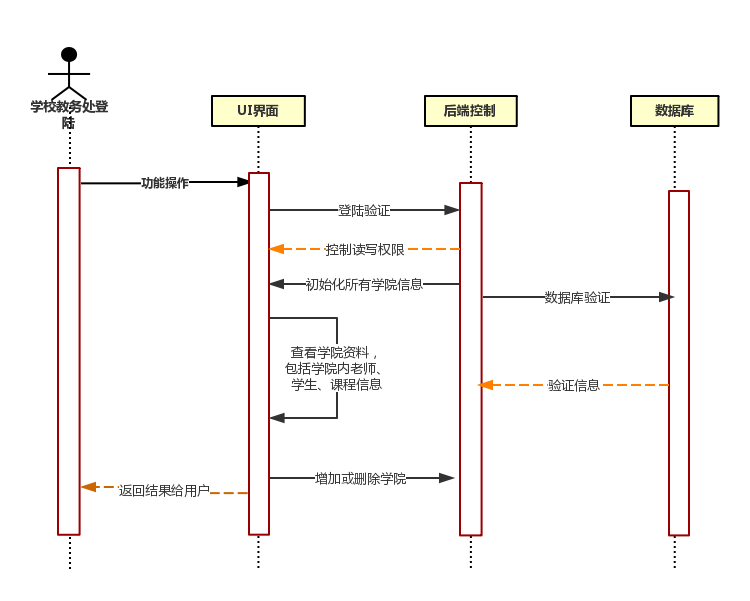 学校教务处登
陆
UI界面
后端控制
数据库
功能操作
登陆验证
控制读写权限
初始化所有学院信息
数据库验证
查看学院资料，
包括学院内老师、
学生、课程信息
验证信息
增加或删除学院
返回结果给用户